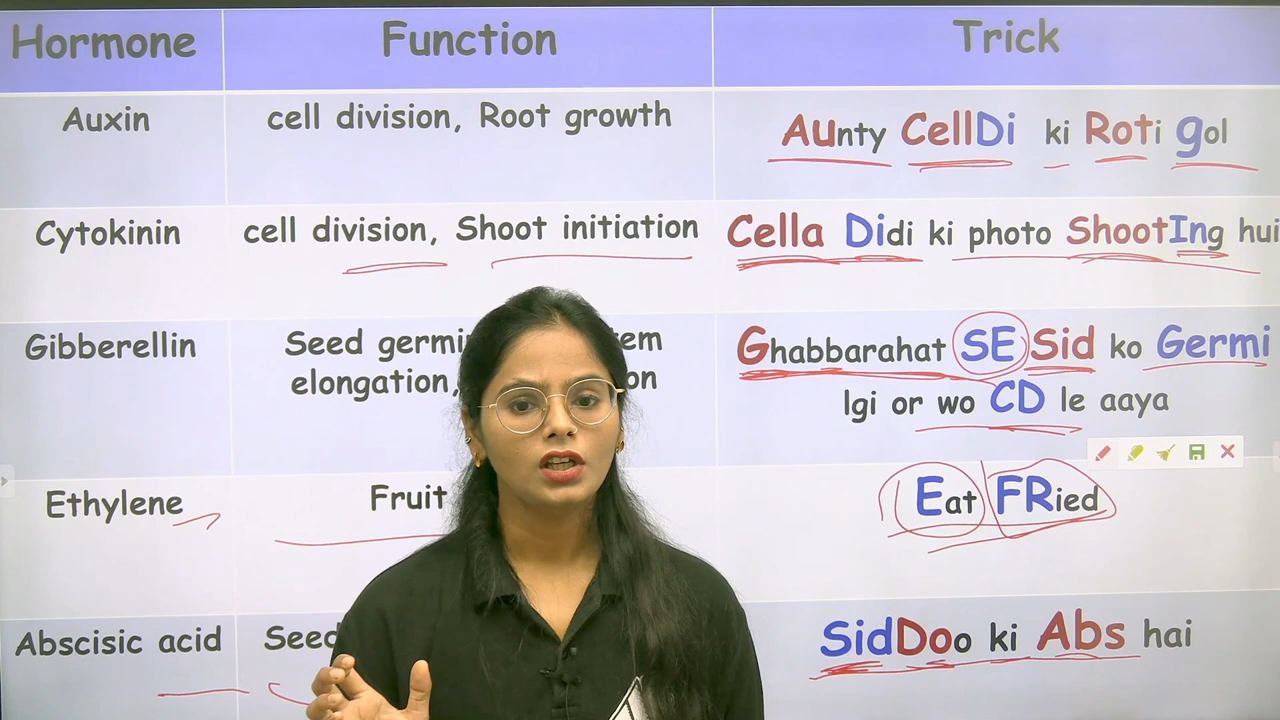 Hormone Function Trick
Auxin cell division, Root growth AUnty CellDi ki Roti gol
Cytokinin cell division, Shoot initiation Cella Didi ki photo ShootIng hui
Gibberellin Seed Ghabbarahat SE Sid ko Germi
elongation, lgi or wo CD le aaya
Ethylene Fruit Eat FRied
Abscisic acid Seed SidDoo ki Abs hai